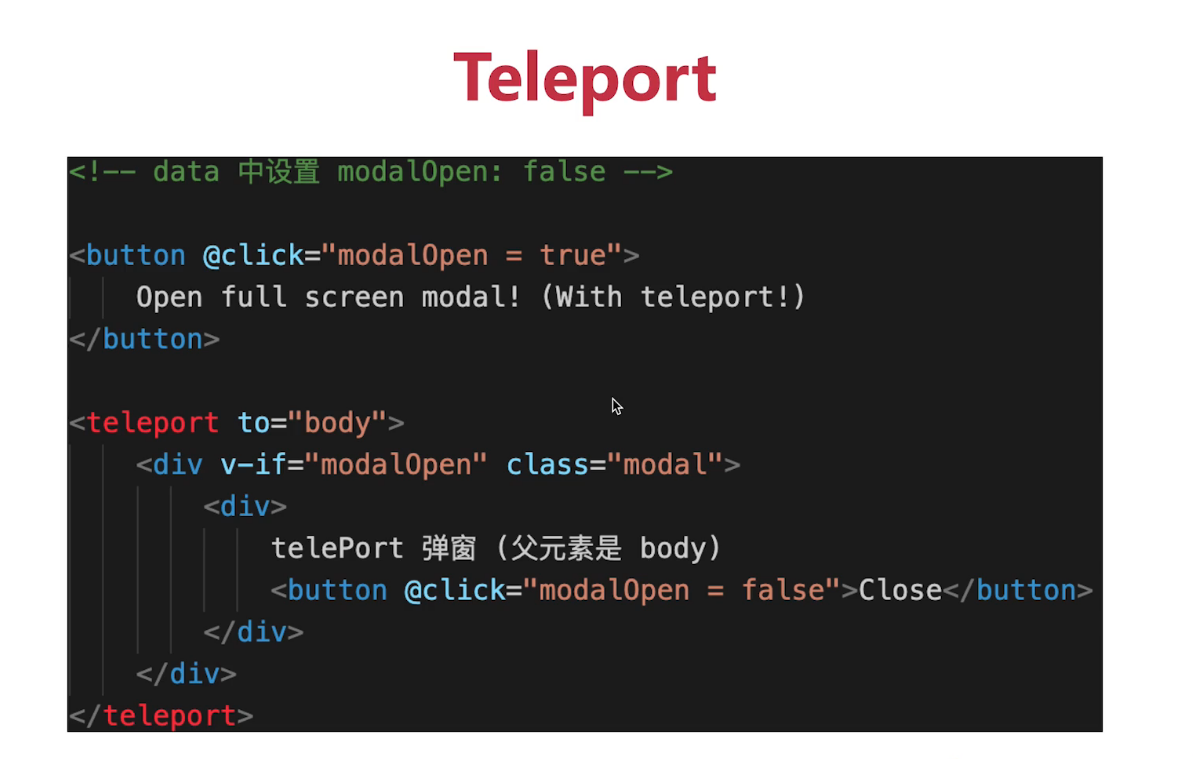 Teleport
<!-- data 中设置 modalOpen: false -->
<button @click="modalOpen = true">
Open full screen modal! (With teleport!)
</button>
<teleport to="body">
<div v-if="modalOpen" class="modal">
<div>
telePort 弹窗 (父元素是 body)
<button @click="modalOpen = false">Close</button>
</div>
</div>
</teleport>